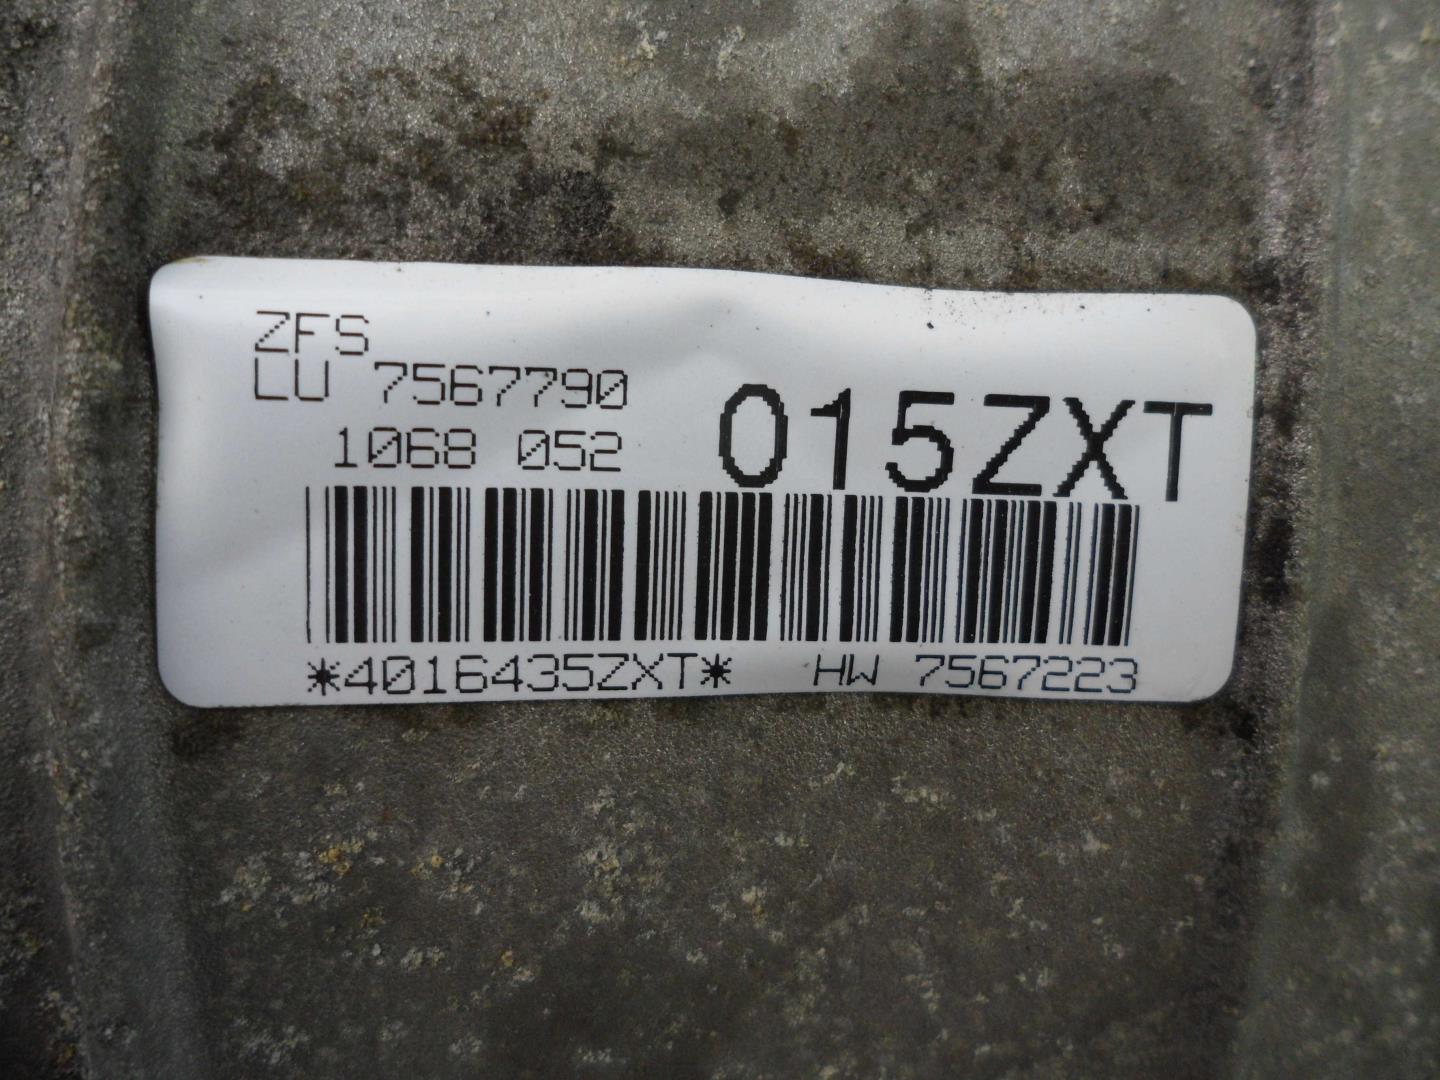 ZFS
LU 7567790
1068 052
015ZXT
*4016435ZXT* HW 7567223